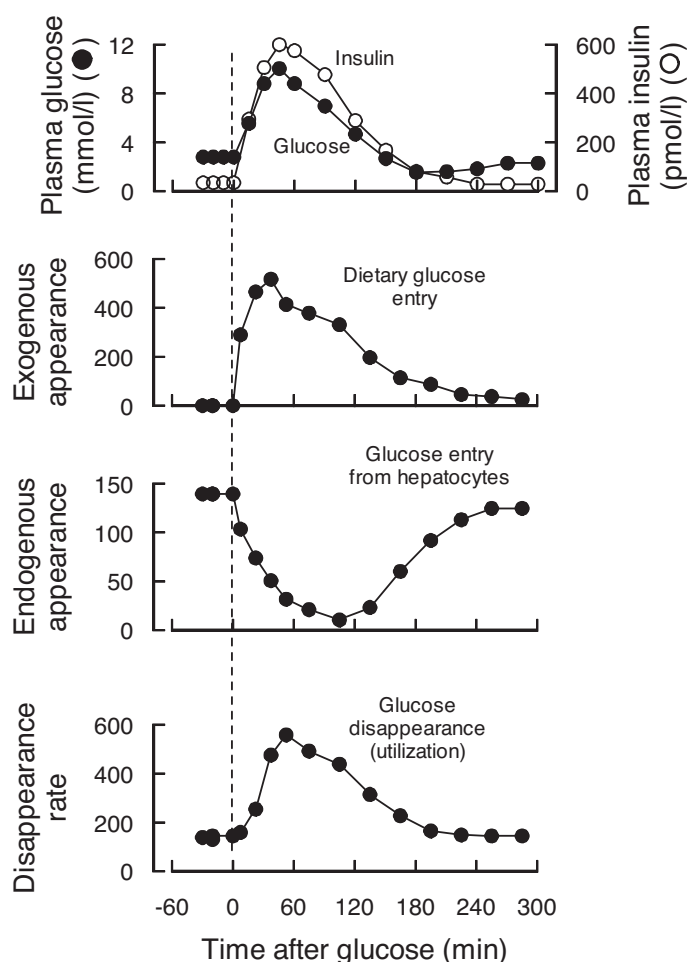 Plasma glucose
(mmol/l) (●)
12
8
4
0
Insulin
Glucose
600
400
200
0
Plasma insulin
(pmol/l) (○)
Exogenous
appearance
600
400
200
0
Dietary glucose
entry
Endogenous
appearance
150
100
50
0
Glucose entry
from hepatocytes
Disappearance
rate
600
400
200
0
Glucose
disappearance
(utilization)
-60 0 60 120 180 240 300
Time after glucose (min)